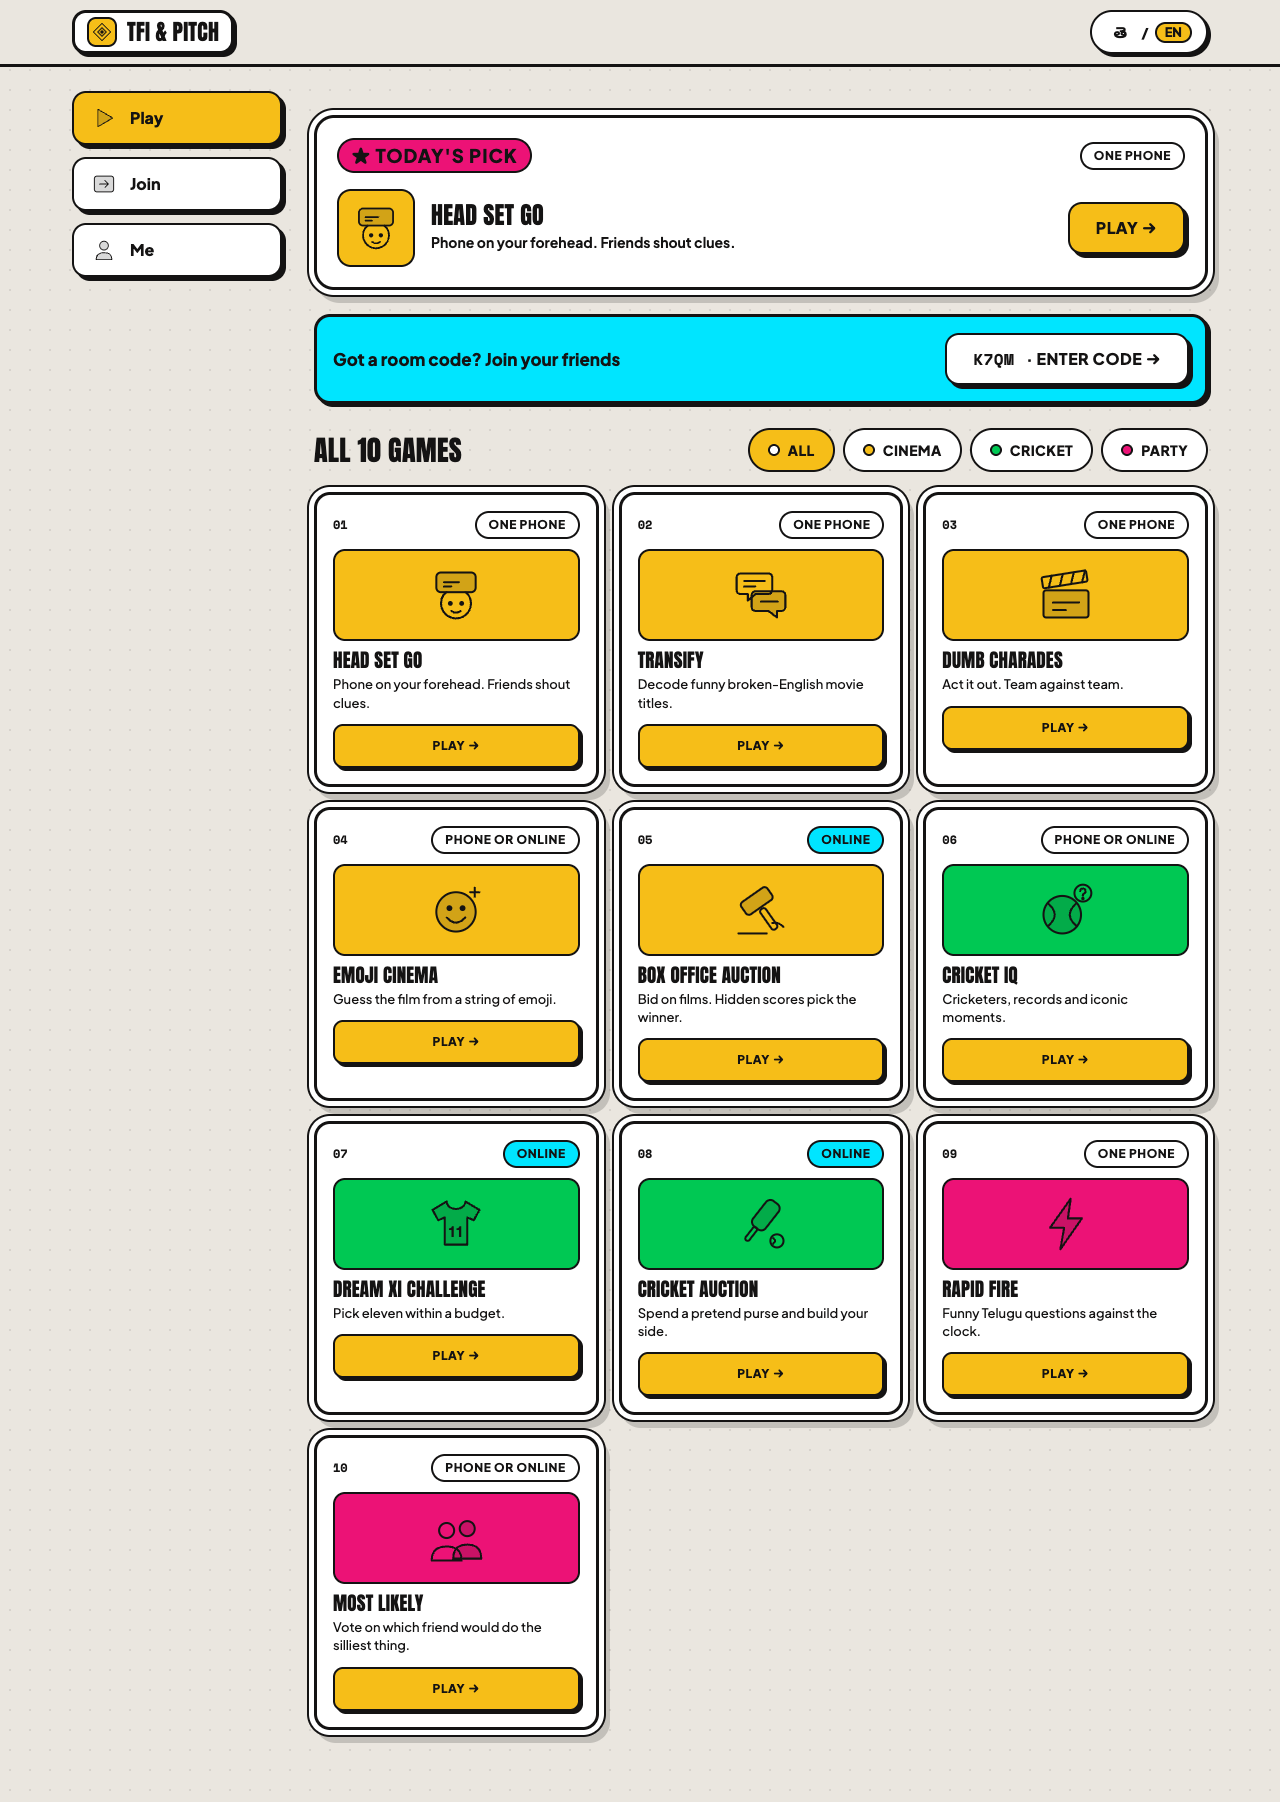 TFI & PITCH
తె / EN
Play
Join
Me
★ TODAY'S PICK
ONE PHONE
HEAD SET GO
Phone on your forehead. Friends shout clues.
PLAY →
Got a room code? Join your friends
K7QM · ENTER CODE →
ALL 10 GAMES
ALL
CINEMA
CRICKET
PARTY
01
ONE PHONE
HEAD SET GO
Phone on your forehead. Friends shout
clues.
PLAY →
02
ONE PHONE
TRANSIFY
Decode funny broken-English movie
titles.
PLAY →
03
ONE PHONE
DUMB CHARADES
Act it out. Team against team.
PLAY →
04
PHONE OR ONLINE
EMOJI CINEMA
Guess the film from a string of emoji.
PLAY →
05
ONLINE
BOX OFFICE AUCTION
Bid on films. Hidden scores pick the
winner.
PLAY →
06
PHONE OR ONLINE
?
CRICKET IQ
Cricketers, records and iconic
moments.
PLAY →
07
ONLINE
11
DREAM XI CHALLENGE
Pick eleven within a budget.
PLAY →
08
ONLINE
CRICKET AUCTION
Spend a pretend purse and build your
side.
PLAY →
09
ONE PHONE
RAPID FIRE
Funny Telugu questions against the
clock.
PLAY →
10
PHONE OR ONLINE
MOST LIKELY
Vote on which friend would do the
silliest thing.
PLAY →